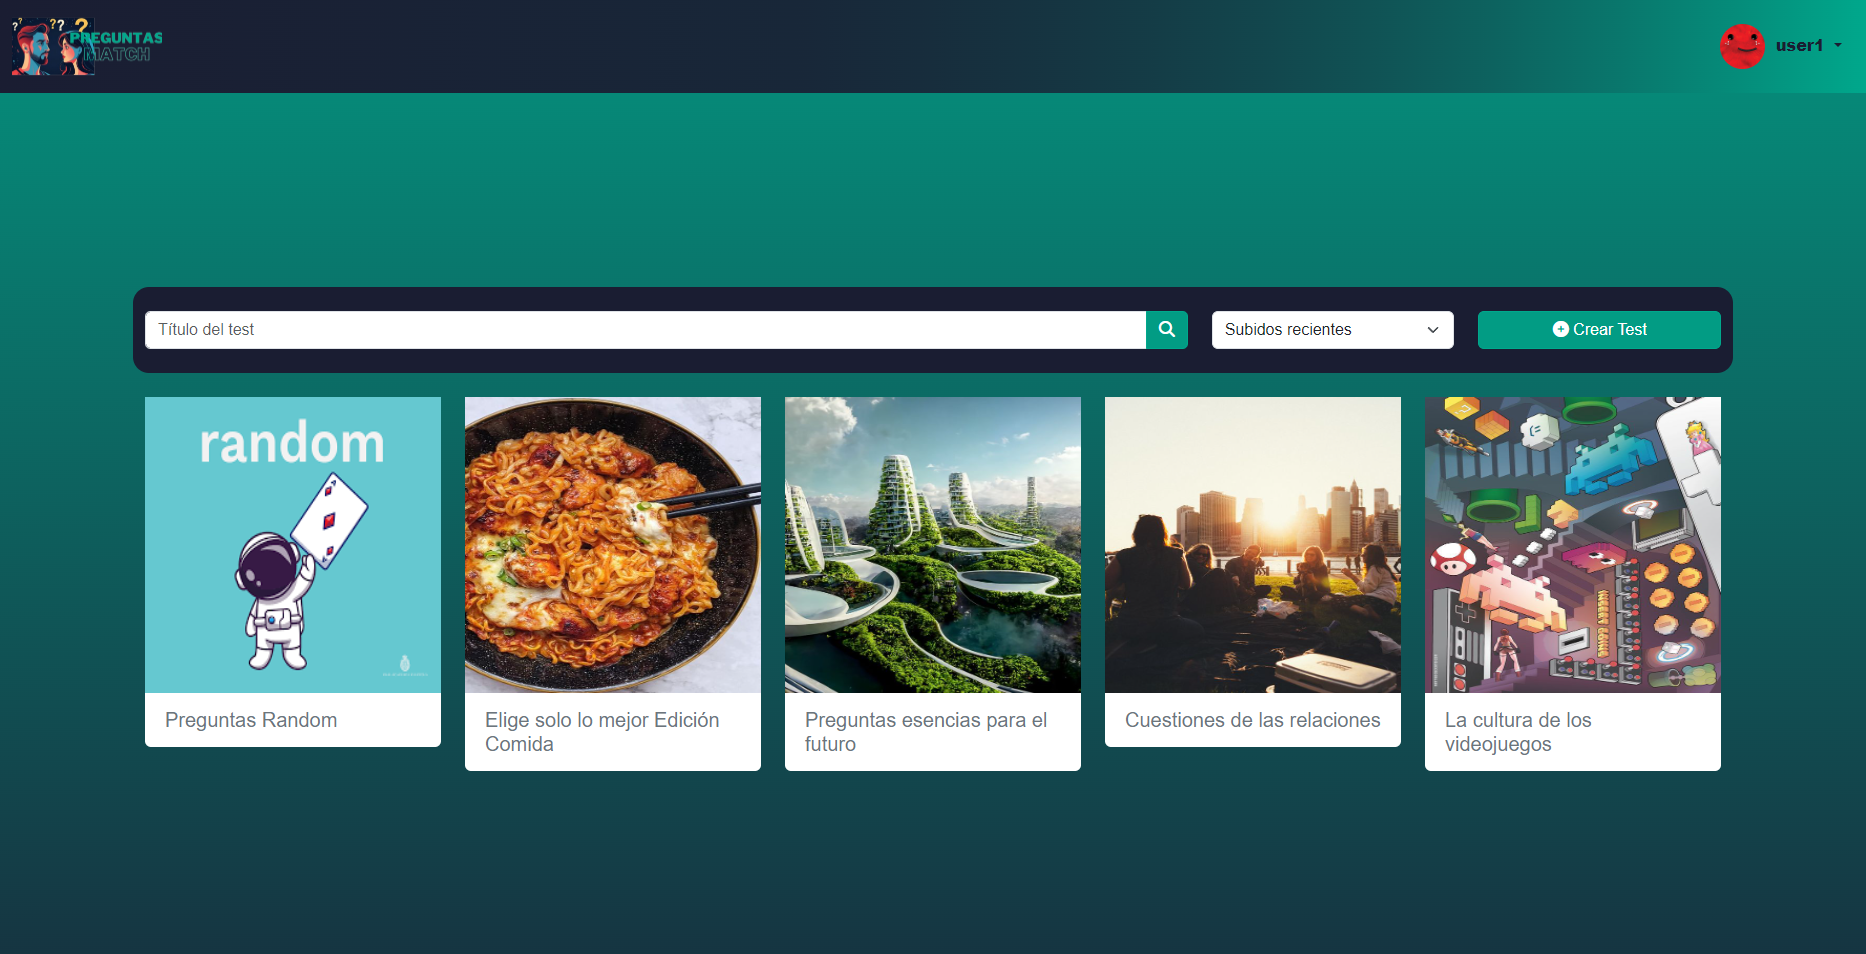 PREGUNTAS
MATCH
user1
Título del test
Subidos recientes
Crear Test
random
Preguntas Random
Elige solo lo mejor Edición
Comida
Preguntas esencias para el
futuro
Cuestiones de las relaciones
La cultura de los
videojuegos